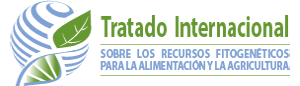 Tratado Internacional
SOBRE LOS RECURSOS FITOGENÉTICOS
PARA LA ALIMENTACIÓN Y LA AGRICULTURA